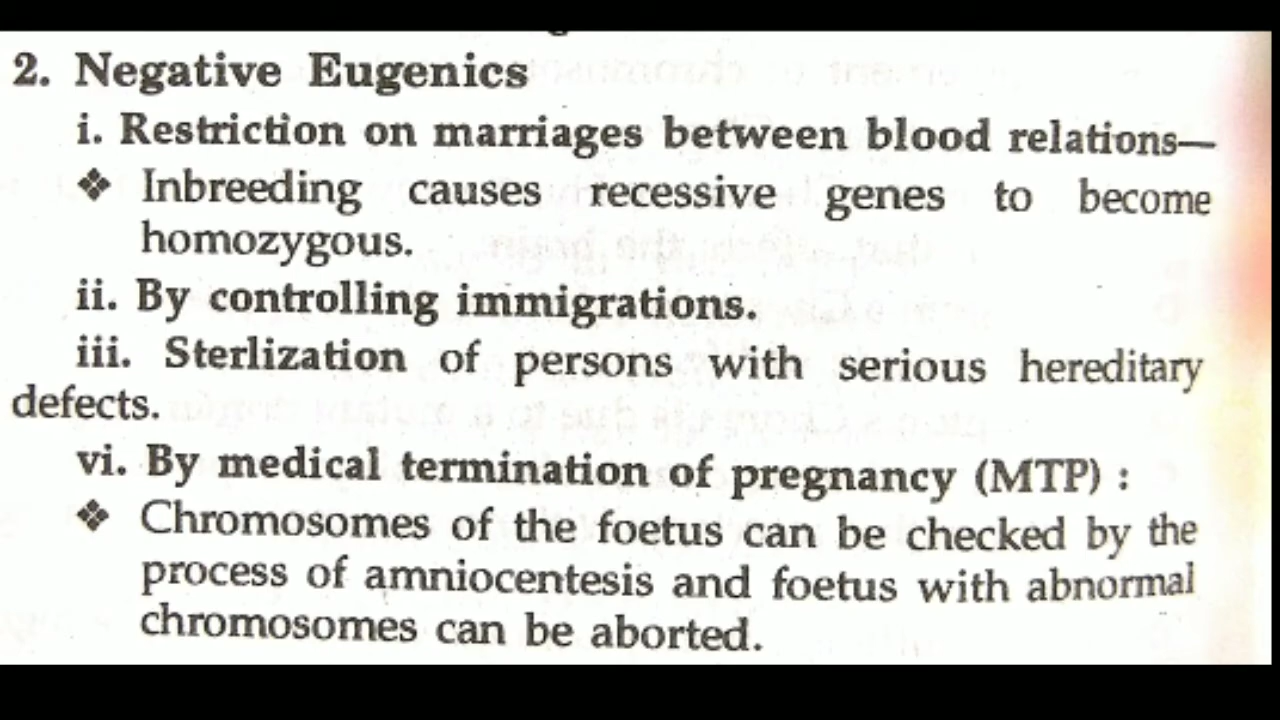 2. Negative Eugenics
i. Restriction on marriages between blood relations—
❖ Inbreeding causes recessive genes to become
homozygous.
ii. By controlling immigrations.
iii. Sterlization of persons with serious hereditary
defects.
vi. By medical termination of pregnancy (MTP) :
❖ Chromosomes of the foetus can be checked by the
process of amniocentesis and foetus with abnormal
chromosomes can be aborted.